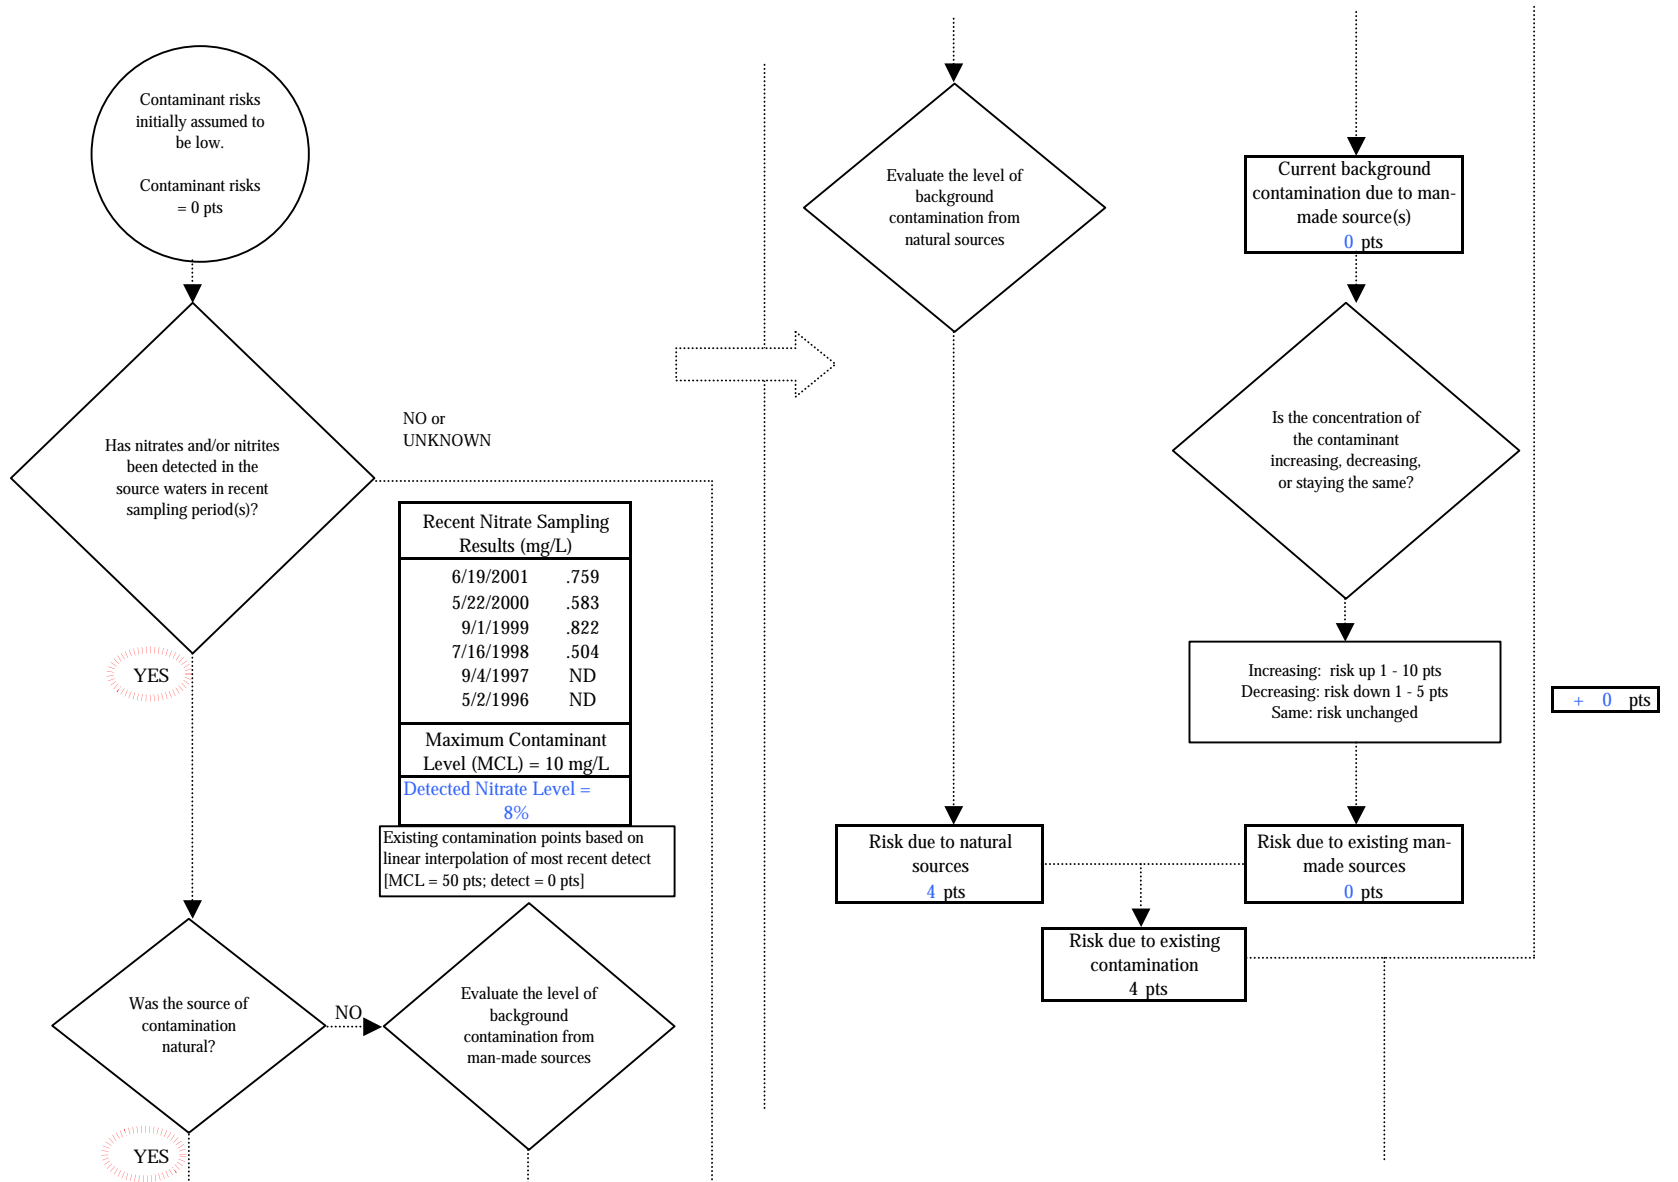 Contaminant risks
initially assumed to
be low.
Contaminant risks
= 0 pts
Has nitrates and/or nitrites
been detected in the
source waters in recent
sampling period(s)?
NO or
UNKNOWN
YES
Recent Nitrate Sampling
Results (mg/L)
6/19/2001 .759
5/22/2000 .583
9/1/1999 .822
7/16/1998 .504
9/4/1997 ND
5/2/1996 ND
Maximum Contaminant
Level (MCL) = 10 mg/L
Detected Nitrate Level =
8%
Existing contamination points based on
linear interpolation of most recent detect
[MCL = 50 pts; detect = 0 pts]
Was the source of
contamination
natural?
NO
YES
Evaluate the level of
background
contamination from
man-made sources
Evaluate the level of
background
contamination from
natural sources
Current background
contamination due to man-
made source(s)
0 pts
Is the concentration of
the contaminant
increasing, decreasing,
or staying the same?
Increasing: risk up 1 - 10 pts
Decreasing: risk down 1 - 5 pts
Same: risk unchanged
+ 0 pts
Risk due to natural
sources
4 pts
Risk due to existing man-
made sources
0 pts
Risk due to existing
contamination
4 pts